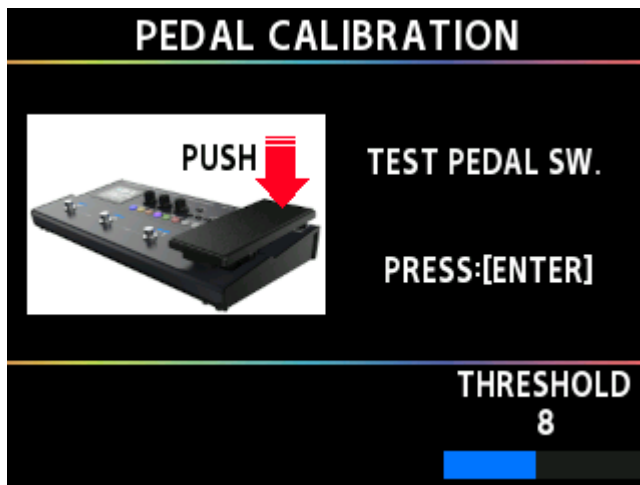 PEDAL CALIBRATION
PUSH
TEST PEDAL SW.
PRESS:[ENTER]
THRESHOLD
8